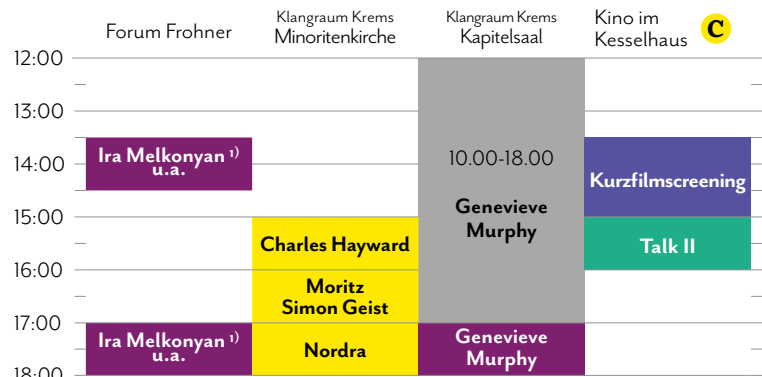 Forum Frohner
Klangraum Krems
Minoritenkirche
Klangraum Krems
Kapitelsaal
Kino im
Kesselhaus
C
12:00
13:00
14:00
15:00
16:00
17:00
18:00
Ira Melkonyan 1)
u.a.
Ira Melkonyan 1)
u.a.
Charles Hayward
Moritz
Simon Geist
Nordra
10.00-18.00
Genevieve
Murphy
Genevieve
Murphy
Kurzfilmscreening
Talk II